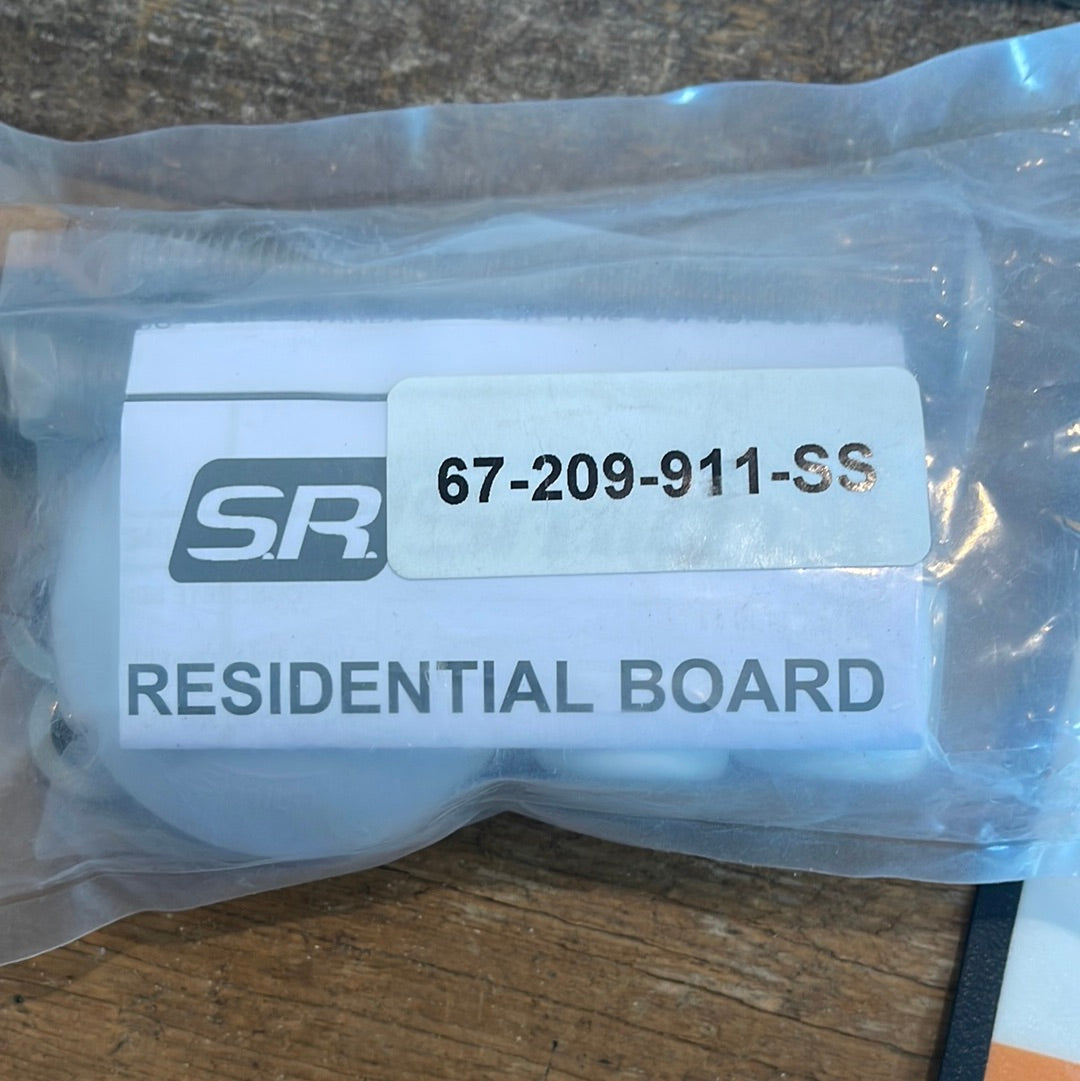 67-209-911-SS
S.R.
RESIDENTIAL BOARD